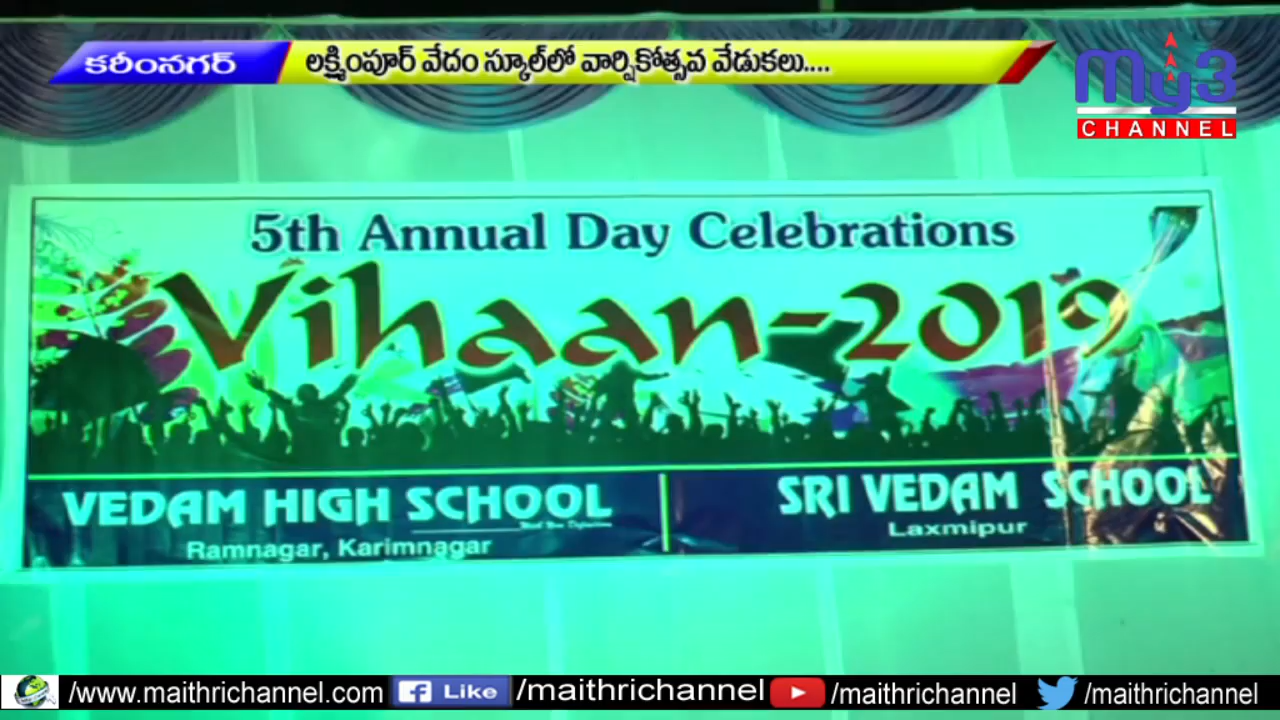 కరీంనగర్
లక్ష్మింపూర్ వేదం స్కూల్‌లో వార్షికోత్సవ వేడుకలు....
My3
CHANNEL
5th Annual Day Celebrations
Vihaan-2019
VEDAM HIGH SCHOOL
Ramnagar, Karimnagar
SRI VEDAM SCHOOL
Laxmipur
/www.maithrichannel.com
Like
/maithrichannel
/maithrichannel
/maithrichannel